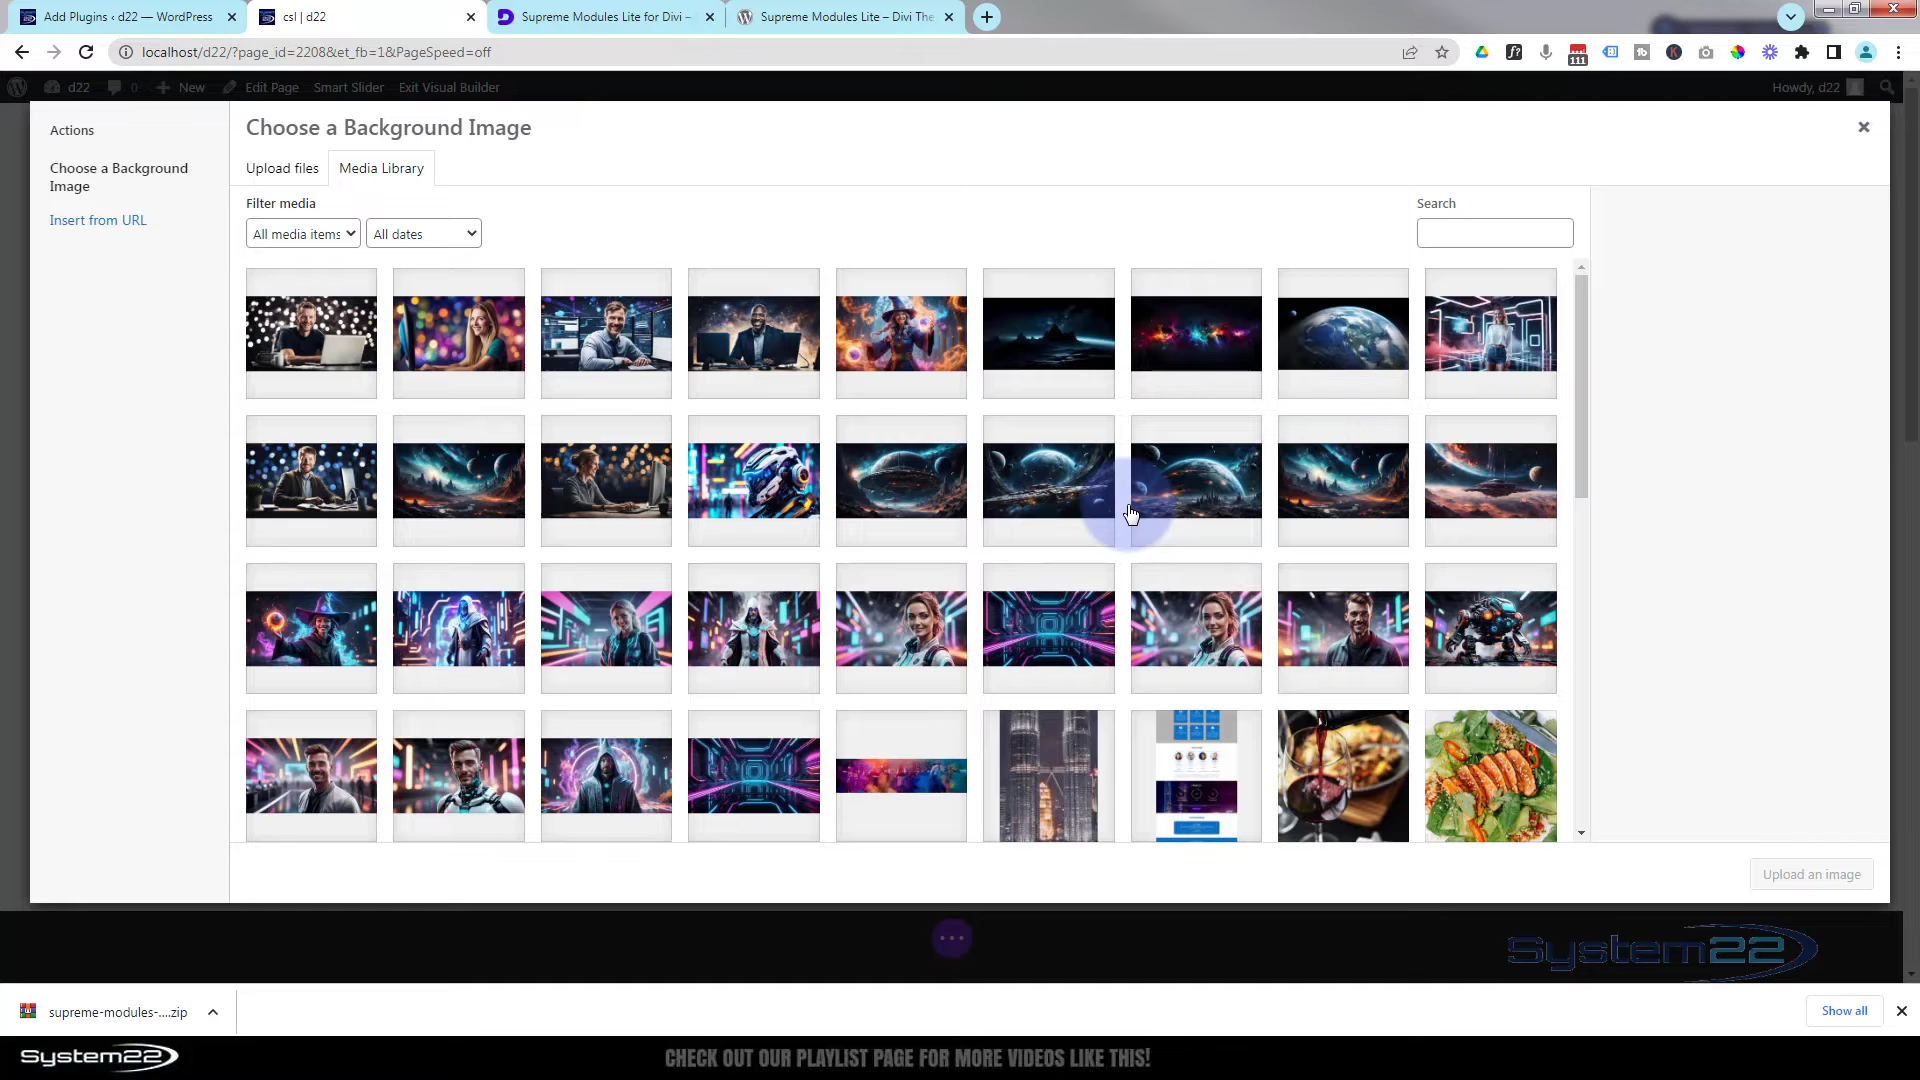 Add Plugins ‹ d22 — WordPress
csl | d22
Supreme Modules Lite for Divi –
Supreme Modules Lite – Divi The
localhost/d22/?page_id=2208&et_fb=1&PageSpeed=off
111
d22
0
New
Edit Page
Smart Slider
Exit Visual Builder
Howdy, d22
Actions
Choose a Background
Image
Insert from URL
Choose a Background Image
Upload files
Media Library
Filter media
All media items
All dates
Search
Upload an image
System22
supreme-modules-....zip
Show all
System22
CHECK OUT OUR PLAYLIST PAGE FOR MORE VIDEOS LIKE THIS!